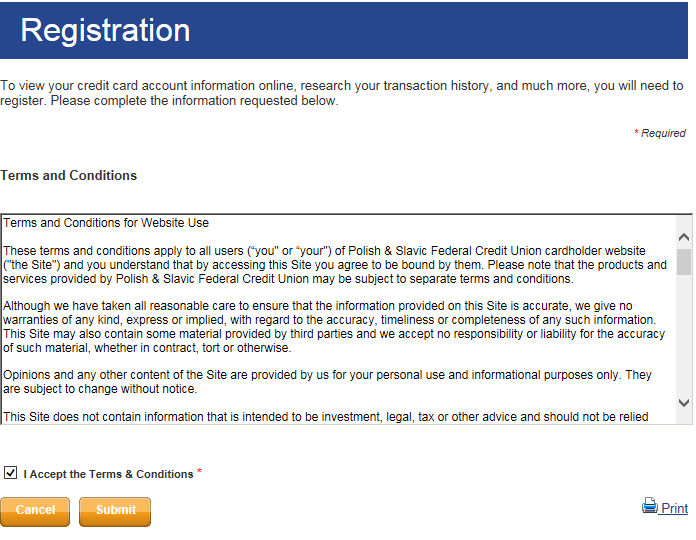 Registration
To view your credit card account information online, research your transaction history, and much more, you will need to
register. Please complete the information requested below.
* Required
Terms and Conditions
Terms and Conditions for Website Use
These terms and conditions apply to all users ("you" or "your") of Polish & Slavic Federal Credit Union cardholder website
("the Site") and you understand that by accessing this Site you agree to be bound by them. Please note that the products and
services provided by Polish & Slavic Federal Credit Union may be subject to separate terms and conditions.
Although we have taken all reasonable care to ensure that the information provided on this Site is accurate, we give no
warranties of any kind, express or implied, with regard to the accuracy, timeliness or completeness of any such information.
This Site may also contain some material provided by third parties and we accept no responsibility or liability for the accuracy
of such material, whether in contract, tort or otherwise.
Opinions and any other content of the Site are provided by us for your personal use and informational purposes only. They
are subject to change without notice.
This Site does not contain information that is intended to be investment, legal, tax or other advice and should not be relied
I Accept the Terms & Conditions *
Cancel Submit Print